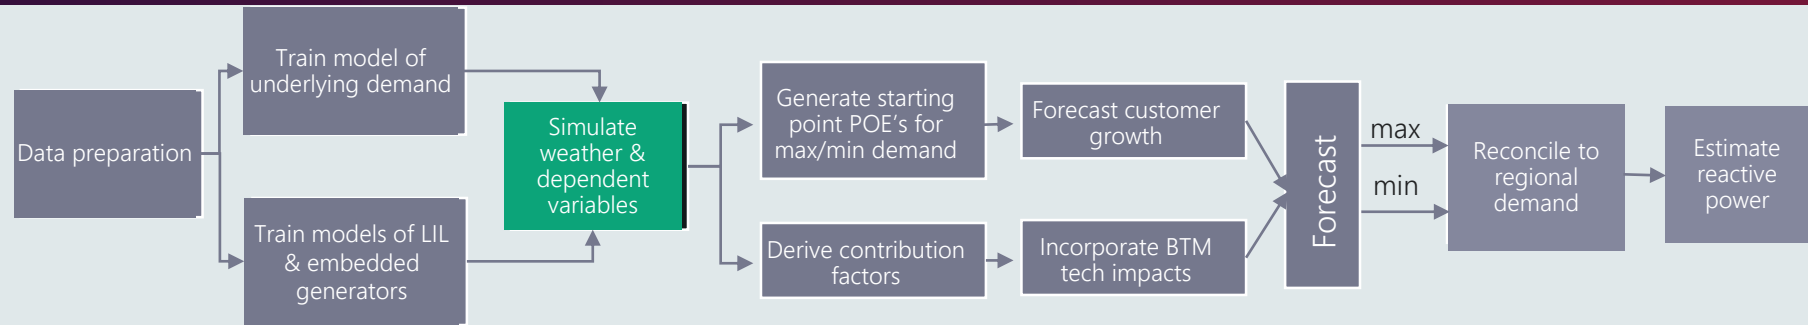 Data preparation
Train model of
underlying demand
Train models of LIL
& embedded
generators
Simulate
weather &
dependent
variables
Generate starting
point POE's for
max/min demand
Derive contribution
factors
Forecast customer
growth
Incorporate BTM
tech impacts
Forecast
max
min
Reconcile to
regional
demand
Estimate
reactive
power